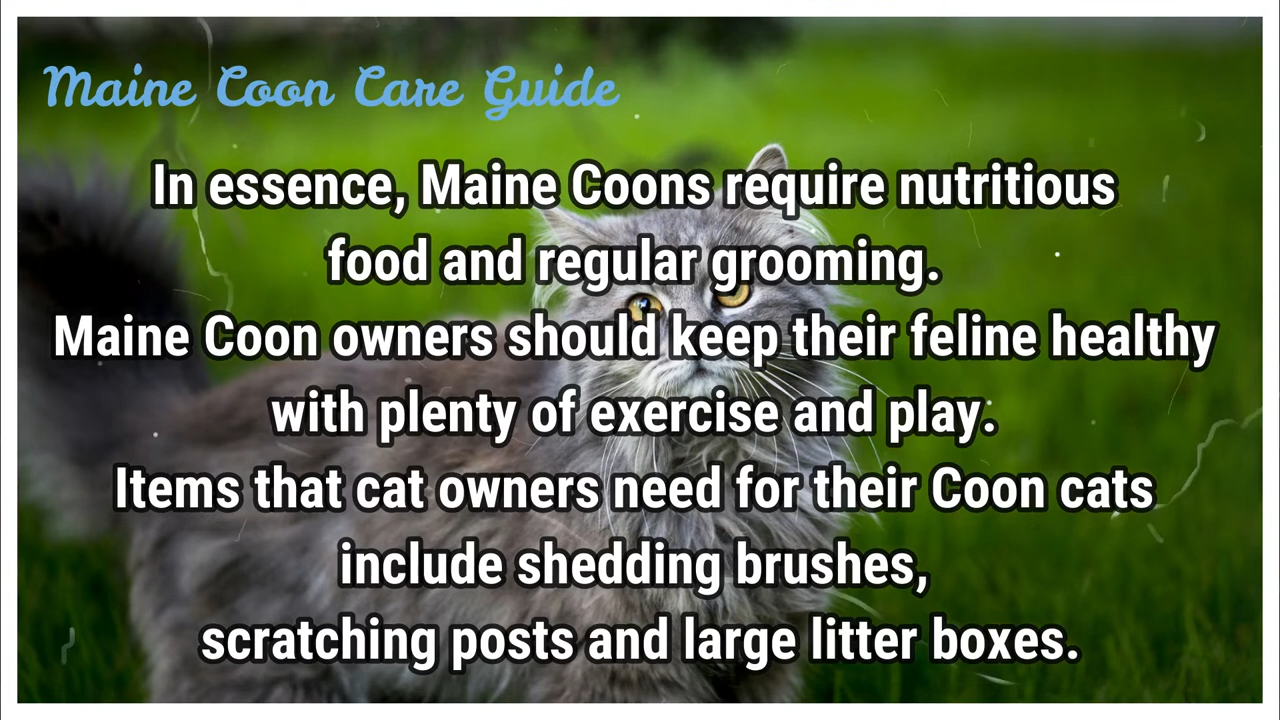 Maine Coon Care Guide
In essence, Maine Coons require nutritious
food and regular grooming.
Maine Coon owners should keep their feline healthy
with plenty of exercise and play.
Items that cat owners need for their Coon cats
include shedding brushes,
scratching posts and large litter boxes.